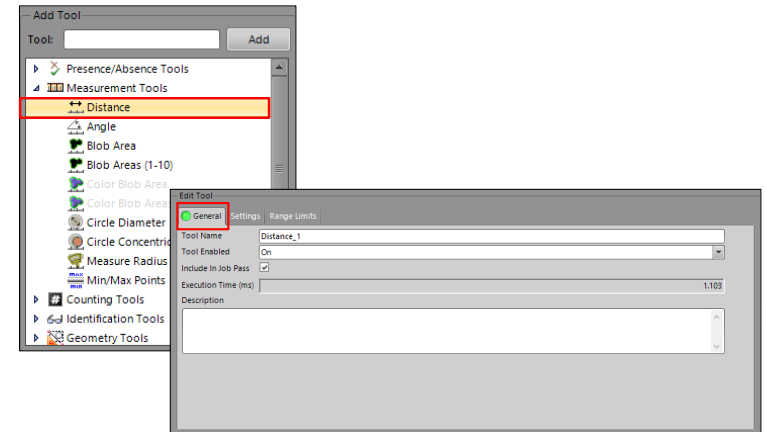 Add Tool
Tool:
Add
Presence/Absence Tools
Measurement Tools
Distance
Angle
Blob Area
Blob Areas (1-10)
Color Blob Area
Color Blob Area
Circle Diameter
Circle Concentric
Measure Radius
max
min
Min/Max Points
Counting Tools
Identification Tools
Geometry Tools
Edit Tool
General Settings Range Limits
Tool Name Distance_1
Tool Enabled On
Include In Job Pass
Execution Time (ms) 1.103
Description